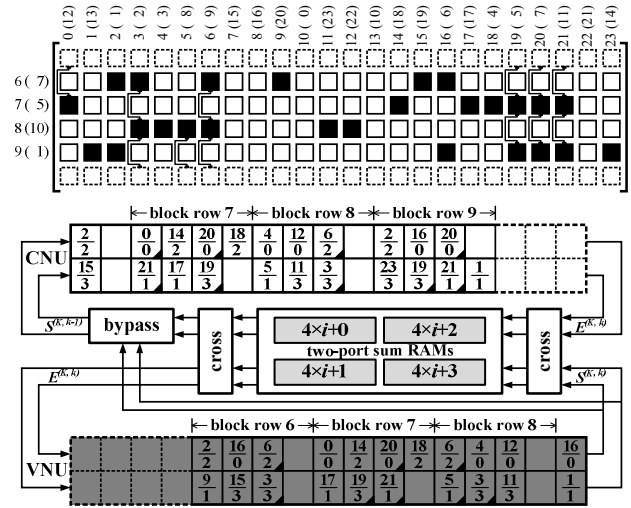 0 (12) 1 (13) 2 ( 1) 3 ( 2) 4 ( 3) 5 ( 8) 6 ( 9) 7 (15) 8 (16) 9 (20) 10 ( 0) 11 (23) 12 (22) 13 (10) 14 (18) 15 (19) 16 ( 6) 17 (17) 18 ( 4) 19 ( 5) 20 ( 7) 21 (11) 22 (21) 23 (14)
6 ( 7)
7 ( 5)
8 (10)
9 ( 1)
block row 7 block row 8 block row 9
CNU
2 0 14 20 18 4 12 6 2 16 20
2 0 2 0 2 0 0 2 2 0 0
15 21 17 19 5 11 3 23 19 21 1
3 1 1 3 1 3 3 3 3 1 1
S(K, k-1) bypass cross 4×i+0 4×i+2 cross E(K, k)
two-port sum RAMs
E(K, k) 4×i+1 4×i+3 S(K, k)
block row 6 block row 7 block row 8
VNU
2 16 6 0 14 20 18 6 4 12 16
2 0 2 0 2 0 2 2 0 0 0
9 15 3 17 19 21 5 3 11 1
1 3 3 1 3 1 1 3 3 1